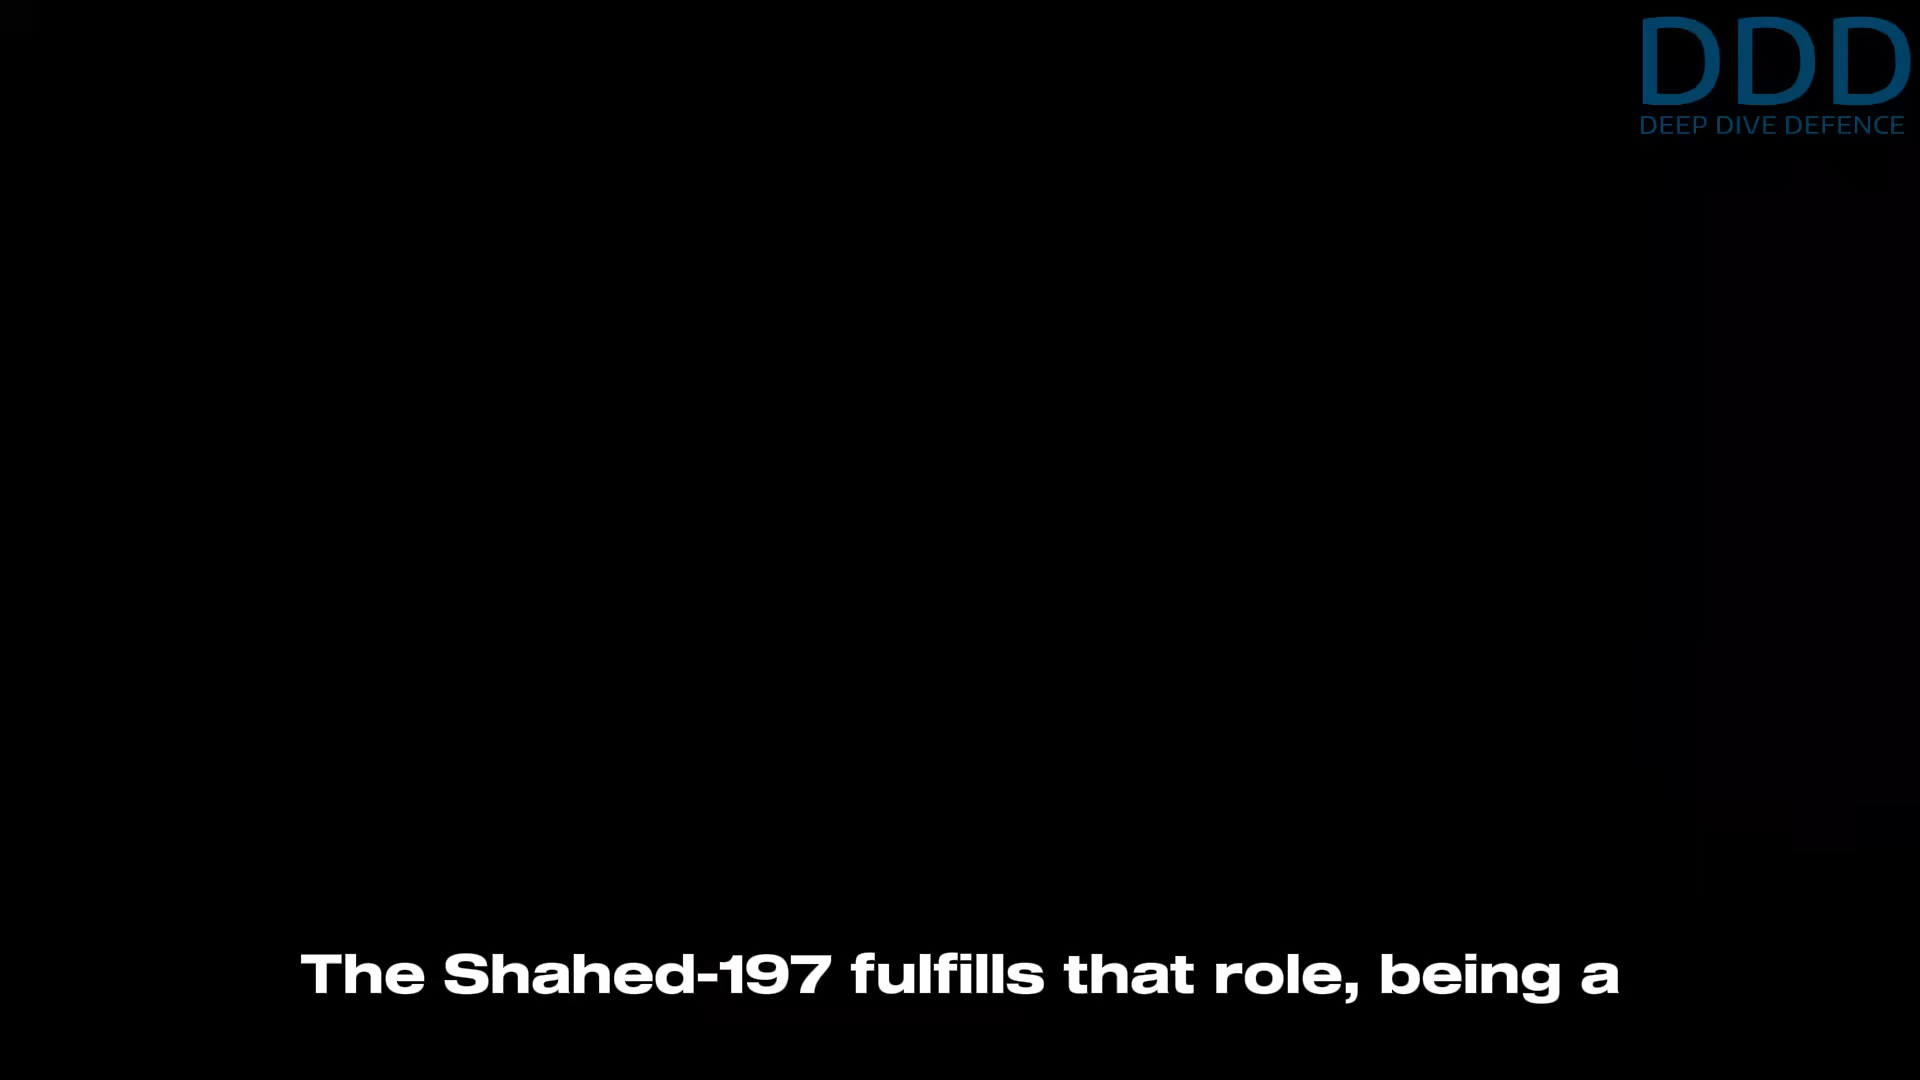 DDD
DEEP DIVE DEFENCE
The Shahed-197 fulfills that role, being a